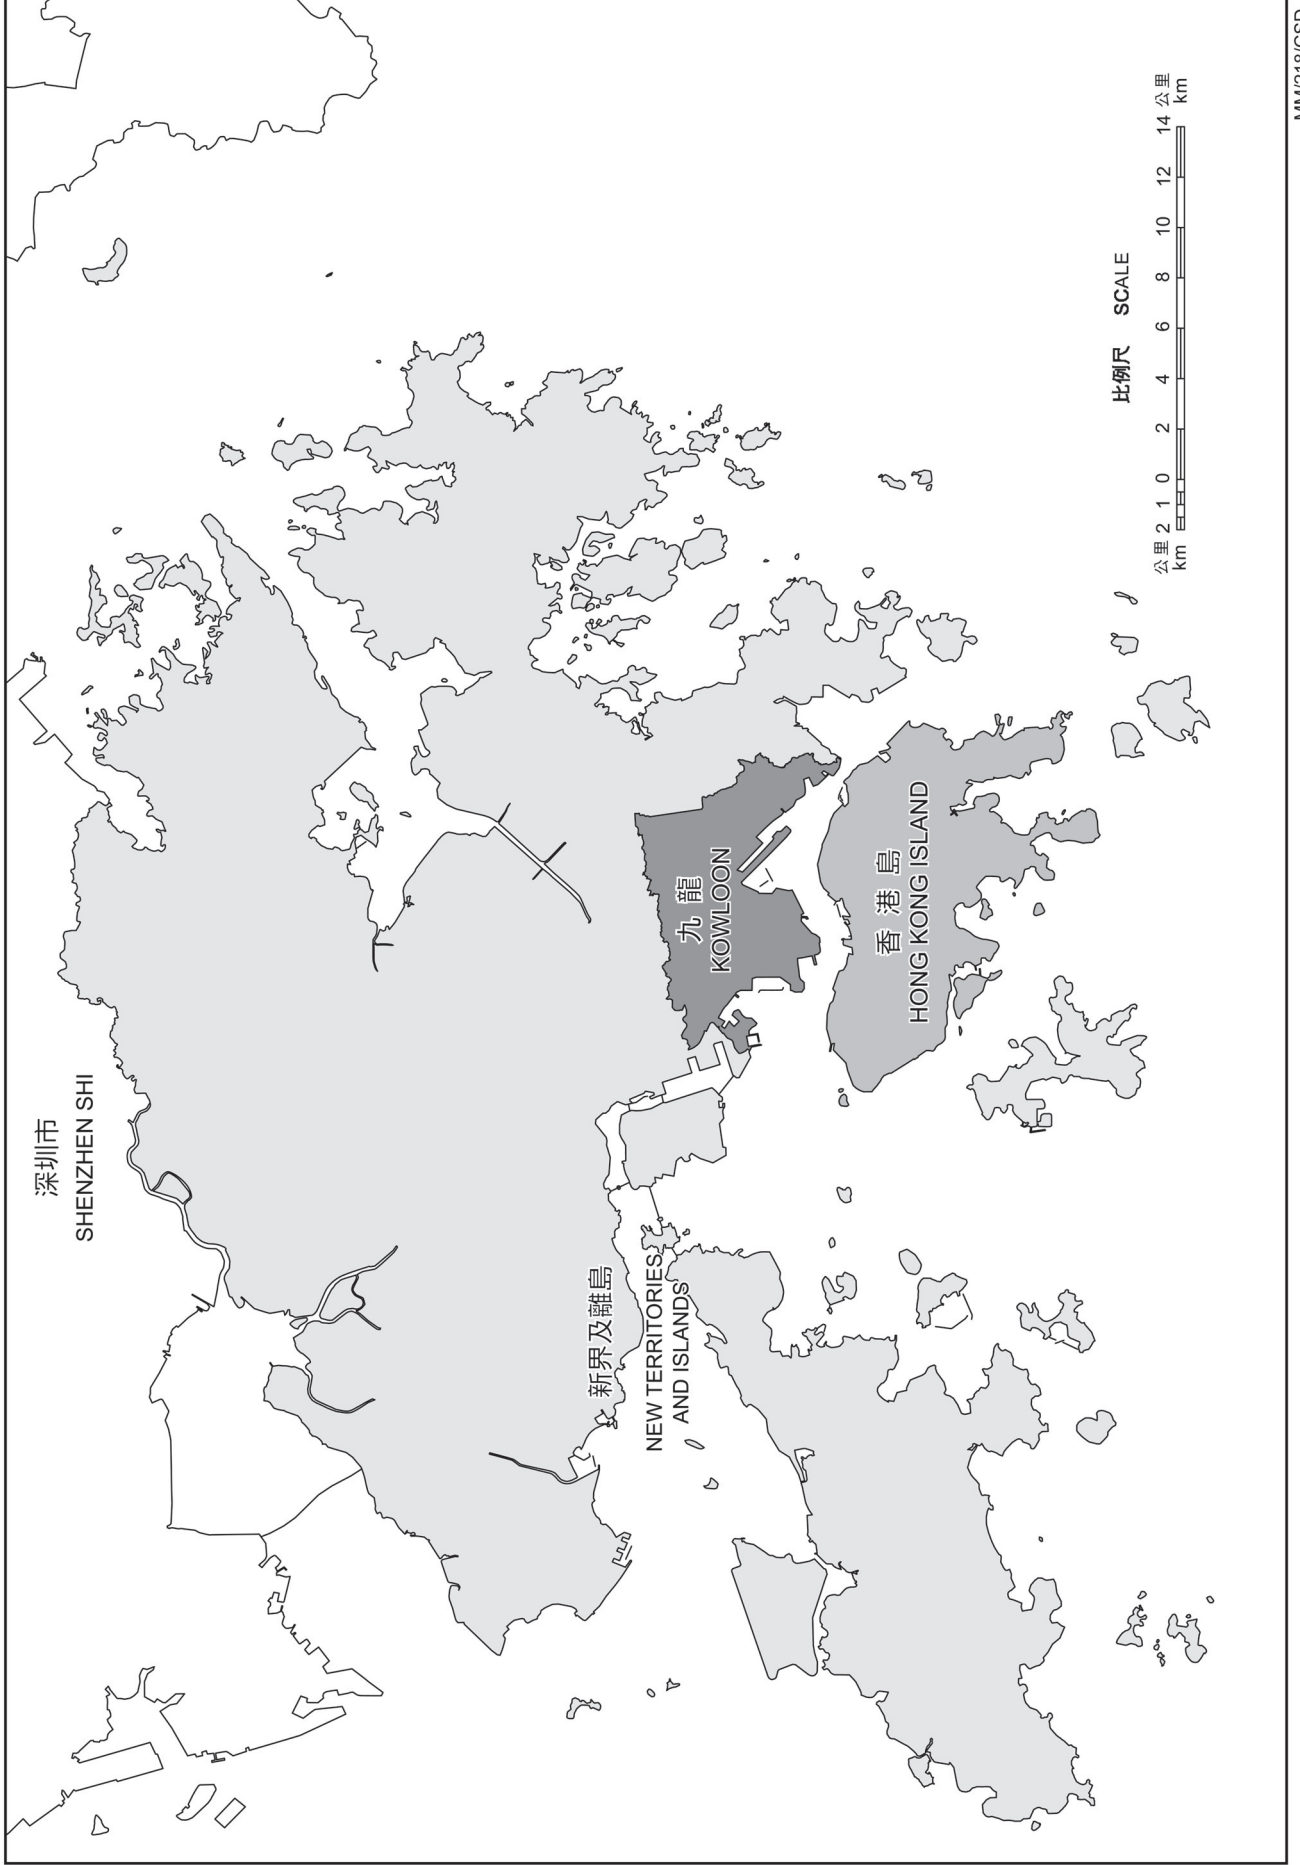 深圳市
SHENZHEN SHI
新界及離島
NEW TERRITORIES
AND ISLANDS
九 龍
KOWLOON
香 港 島
HONG KONG ISLAND
比例尺 SCALE
公里 2 1 0 2 4 6 8 10 12 14 公里
km km